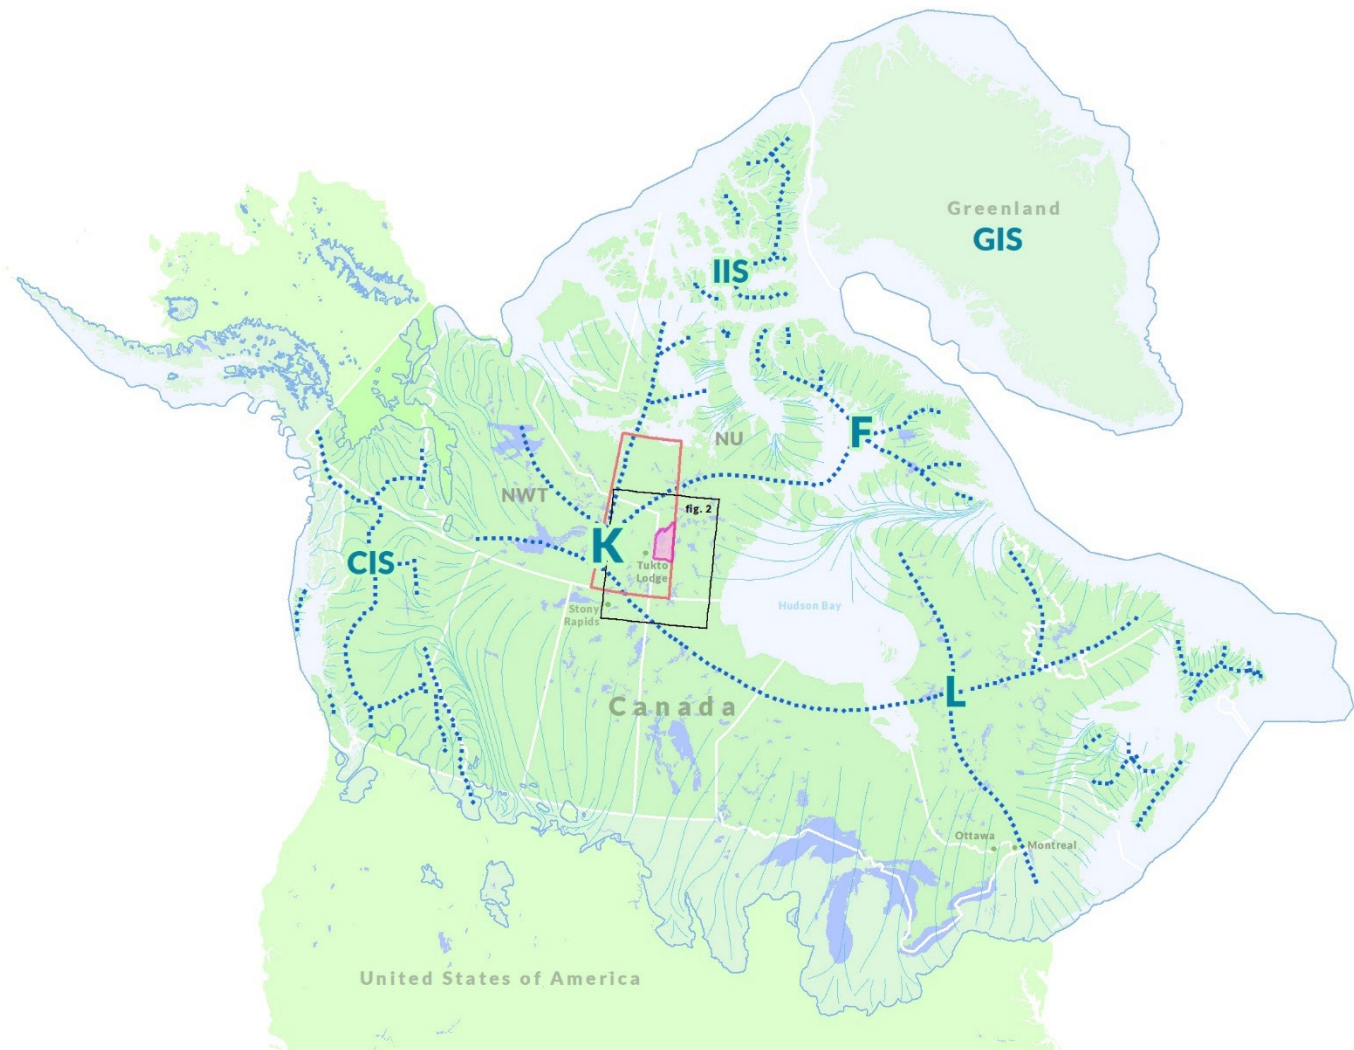 Greenland
GIS
IIS
NU
F
NWT
fig. 2
K
CIS
Tukto
Lodge
Stony
Rapids
Hudson Bay
L
Canada
Ottawa
Montreal
United States of America